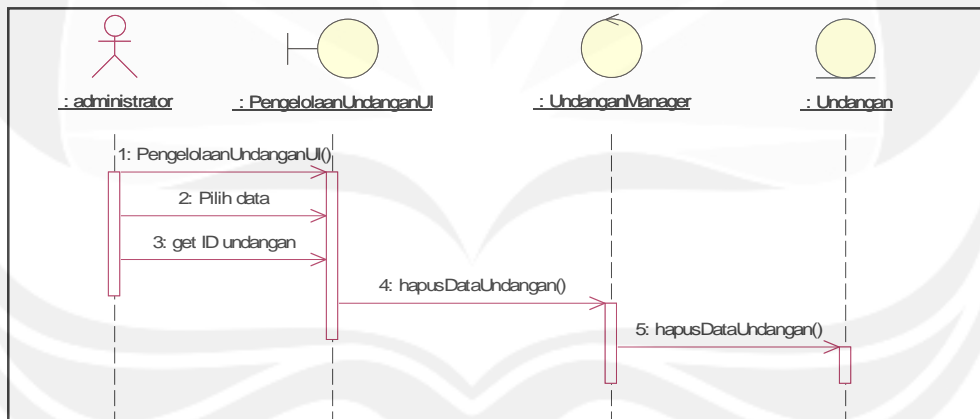 : administrator
: PengelolaanUndanganUI
: UndanganManager
: Undangan
1: PengelolaanUndanganUI()
2: Pilih data
3: get ID undangan
4: hapusDataUndangan()
5: hapusDataUndangan()